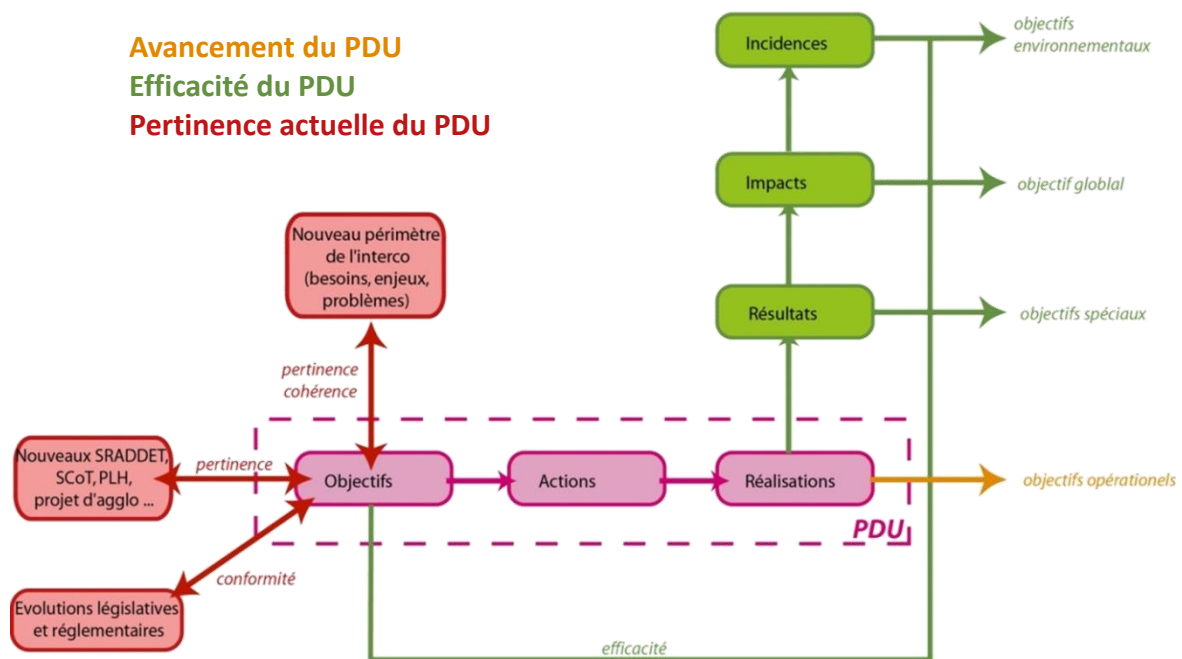 Avancement du PDU
Efficacité du PDU
Pertinence actuelle du PDU
Incidences
objectifs
environnementaux
Impacts
objectif globlal
Nouveau périmètre
de l'interco
(besoins, enjeux,
problèmes)
Résultats
objectifs spéciaux
pertinence
cohérence
Nouveaux SRADDET,
SCoT, PLH,
projet d'agglo ...
pertinence
Objectifs
Actions
Réalisations
objectifs opérationels
PDU
conformité
Evolutions législatives
et réglementaires
efficacité